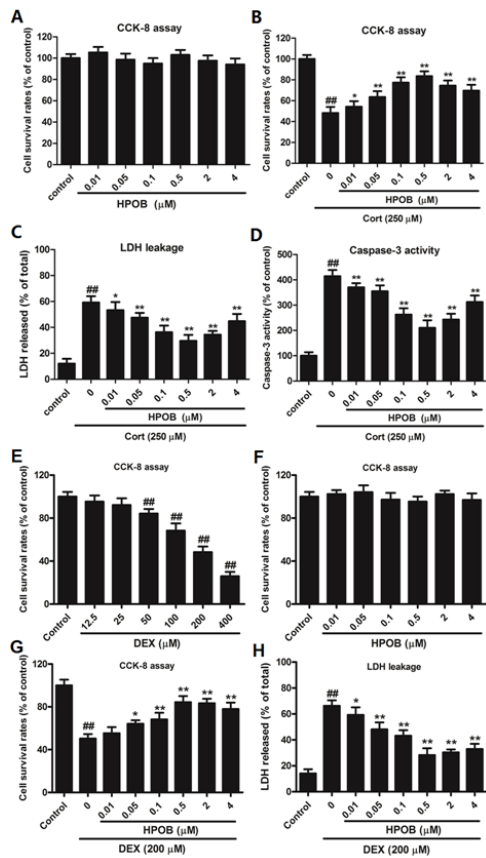 A
CCK-8 assay
Cell survival rates (% of control)
120
100
80
60
40
20
0
control
0.01
0.05
0.1
0.5
2
4
HPOB (μM)
B
CCK-8 assay
Cell survival rates (% of control)
120
100
80
60
40
20
0
## * ** ** ** ** **
control
0
0.01
0.05
0.1
0.5
2
4
HPOB (μM)
Cort (250 μM)
C
LDH leakage
LDH released (% of total)
100
80
60
40
20
0
## * ** ** ** ** **
control
0
0.01
0.05
0.1
0.5
2
4
HPOB (μM)
Cort (250 μM)
D
Caspase-3 activity
Caspase-3 activity (% of control)
500
400
300
200
100
0
## ** ** ** ** ** **
control
0
0.01
0.05
0.1
0.5
2
4
HPOB (μM)
Cort (250 μM)
E
CCK-8 assay
Cell survival rates (% of control)
120
80
40
0
## ## ## ##
Control
12.5
25
50
100
200
400
DEX
(μM)
F
CCK-8 assay
Cell survival rates (% of control)
120
80
40
0
Control
0.01
0.05
0.1
0.5
2
4
HPOB (μM)
G
CCK-8 assay
Cell survival rates (% of control)
120
80
40
0
## * ** ** ** **
Control
0
0.01
0.05
0.1
0.5
2
4
HPOB (μM)
DEX (200 μM)
H
LDH leakage
LDH released (% of total)
100
80
60
40
20
0
## * ** ** ** ** **
Control
0
0.01
0.05
0.1
0.5
2
4
HPOB (μM)
DEX (200 μM)